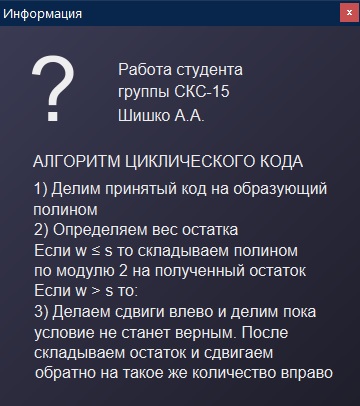 Информация
x
?
Работа студента
группы СКС-15
Шишко А.А.
АЛГОРИТМ ЦИКЛИЧЕСКОГО КОДА
1) Делим принятый код на образующий
полином
2) Определяем вес остатка
Если w ≤ s то складываем полином
по модулю 2 на полученный остаток
Если w > s то:
3) Делаем сдвиги влево и делим пока
условие не станет верным. После
складываем остаток и сдвигаем
обратно на такое же количество вправо